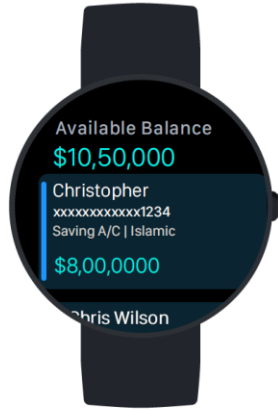 Available Balance
$10,50,000
Christopher
xxxxxxxxxxxx1234
Saving A/C | Islamic
$8,00,0000
Chris Wilson